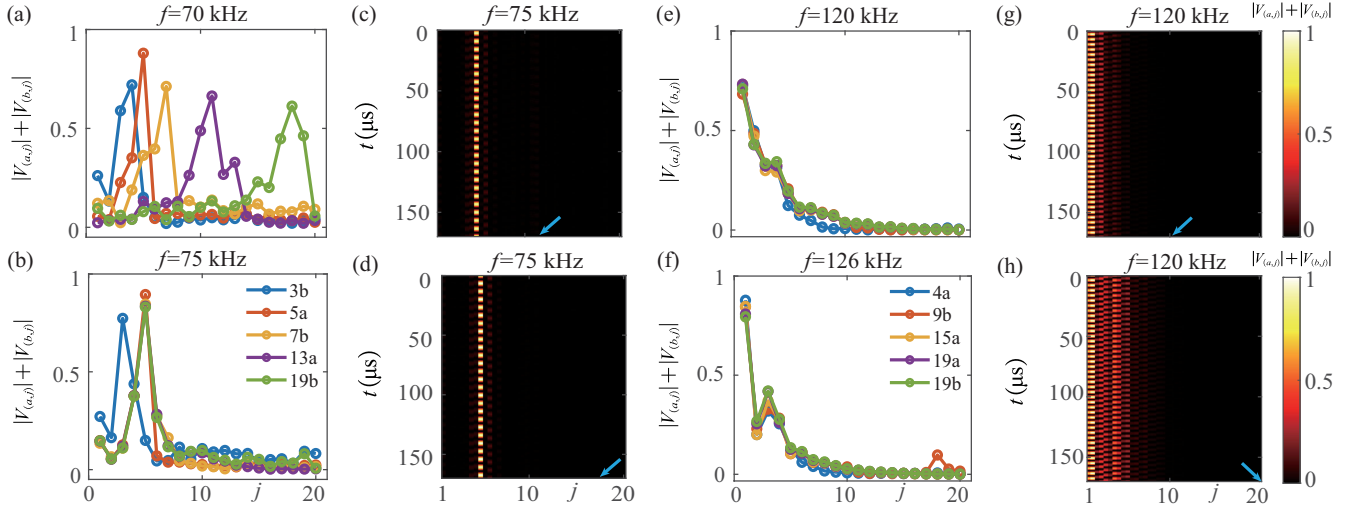 (a) f=70 kHz
1
0.5
0
|V(a,j)|+|V(b,j)|
(b) f=75 kHz
3b
5a
7b
13a
19b
1
0.5
0
|V(a,j)|+|V(b,j)|
0 10 j 20
(c) f=75 kHz
0
50
100
150
t (μs)
(d) f=75 kHz
0
50
100
150
t (μs)
1 j 20
(e) f=120 kHz
1
0.5
0
|V(a,j)|+|V(b,j)|
(f) f=126 kHz
4a
9b
15a
19a
19b
1
0.5
0
|V(a,j)|+|V(b,j)|
0 10 j 20
(g) f=120 kHz
0
50
100
150
t (μs)
|V(a,j)|+|V(b,j)|
1
0.5
0
(h) f=120 kHz
0
50
100
150
t (μs)
1 j 20
|V(a,j)|+|V(b,j)|
1
0.5
0